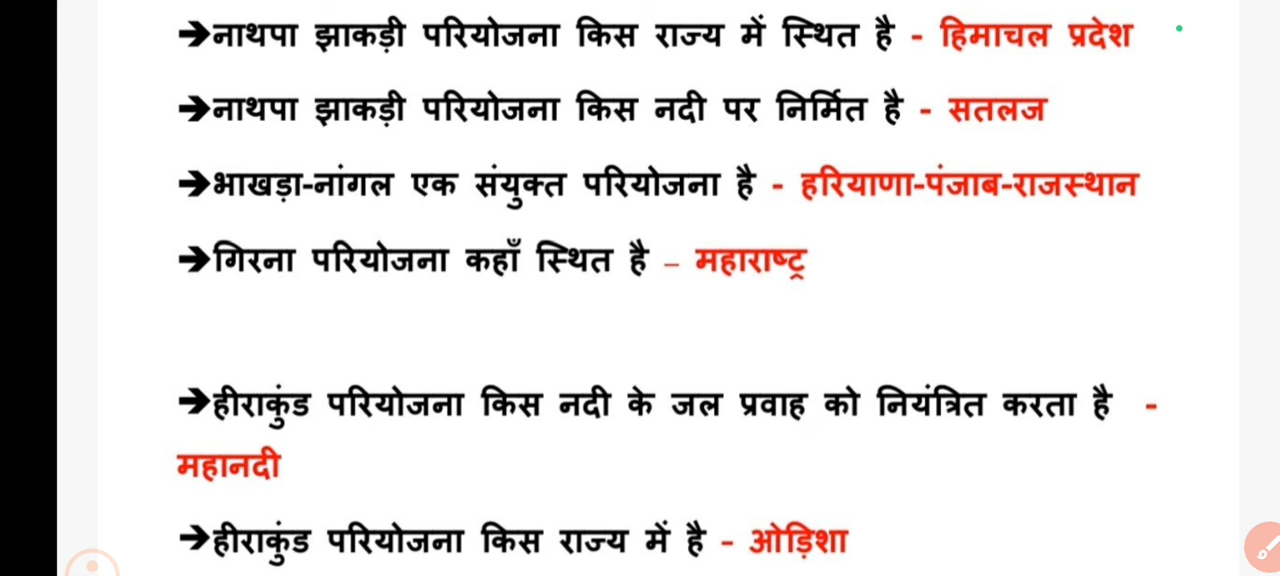 ➔नाथपा झाकड़ी परियोजना किस राज्य में स्थित है - हिमाचल प्रदेश
➔नाथपा झाकड़ी परियोजना किस नदी पर निर्मित है - सतलज
➔भाखड़ा-नांगल एक संयुक्त परियोजना है - हरियाणा-पंजाब-राजस्थान
➔गिरना परियोजना कहाँ स्थित है – महाराष्ट्र
➔हीराकुंड परियोजना किस नदी के जल प्रवाह को नियंत्रित करता है -
महानदी
➔हीराकुंड परियोजना किस राज्य में है - ओड़िशा